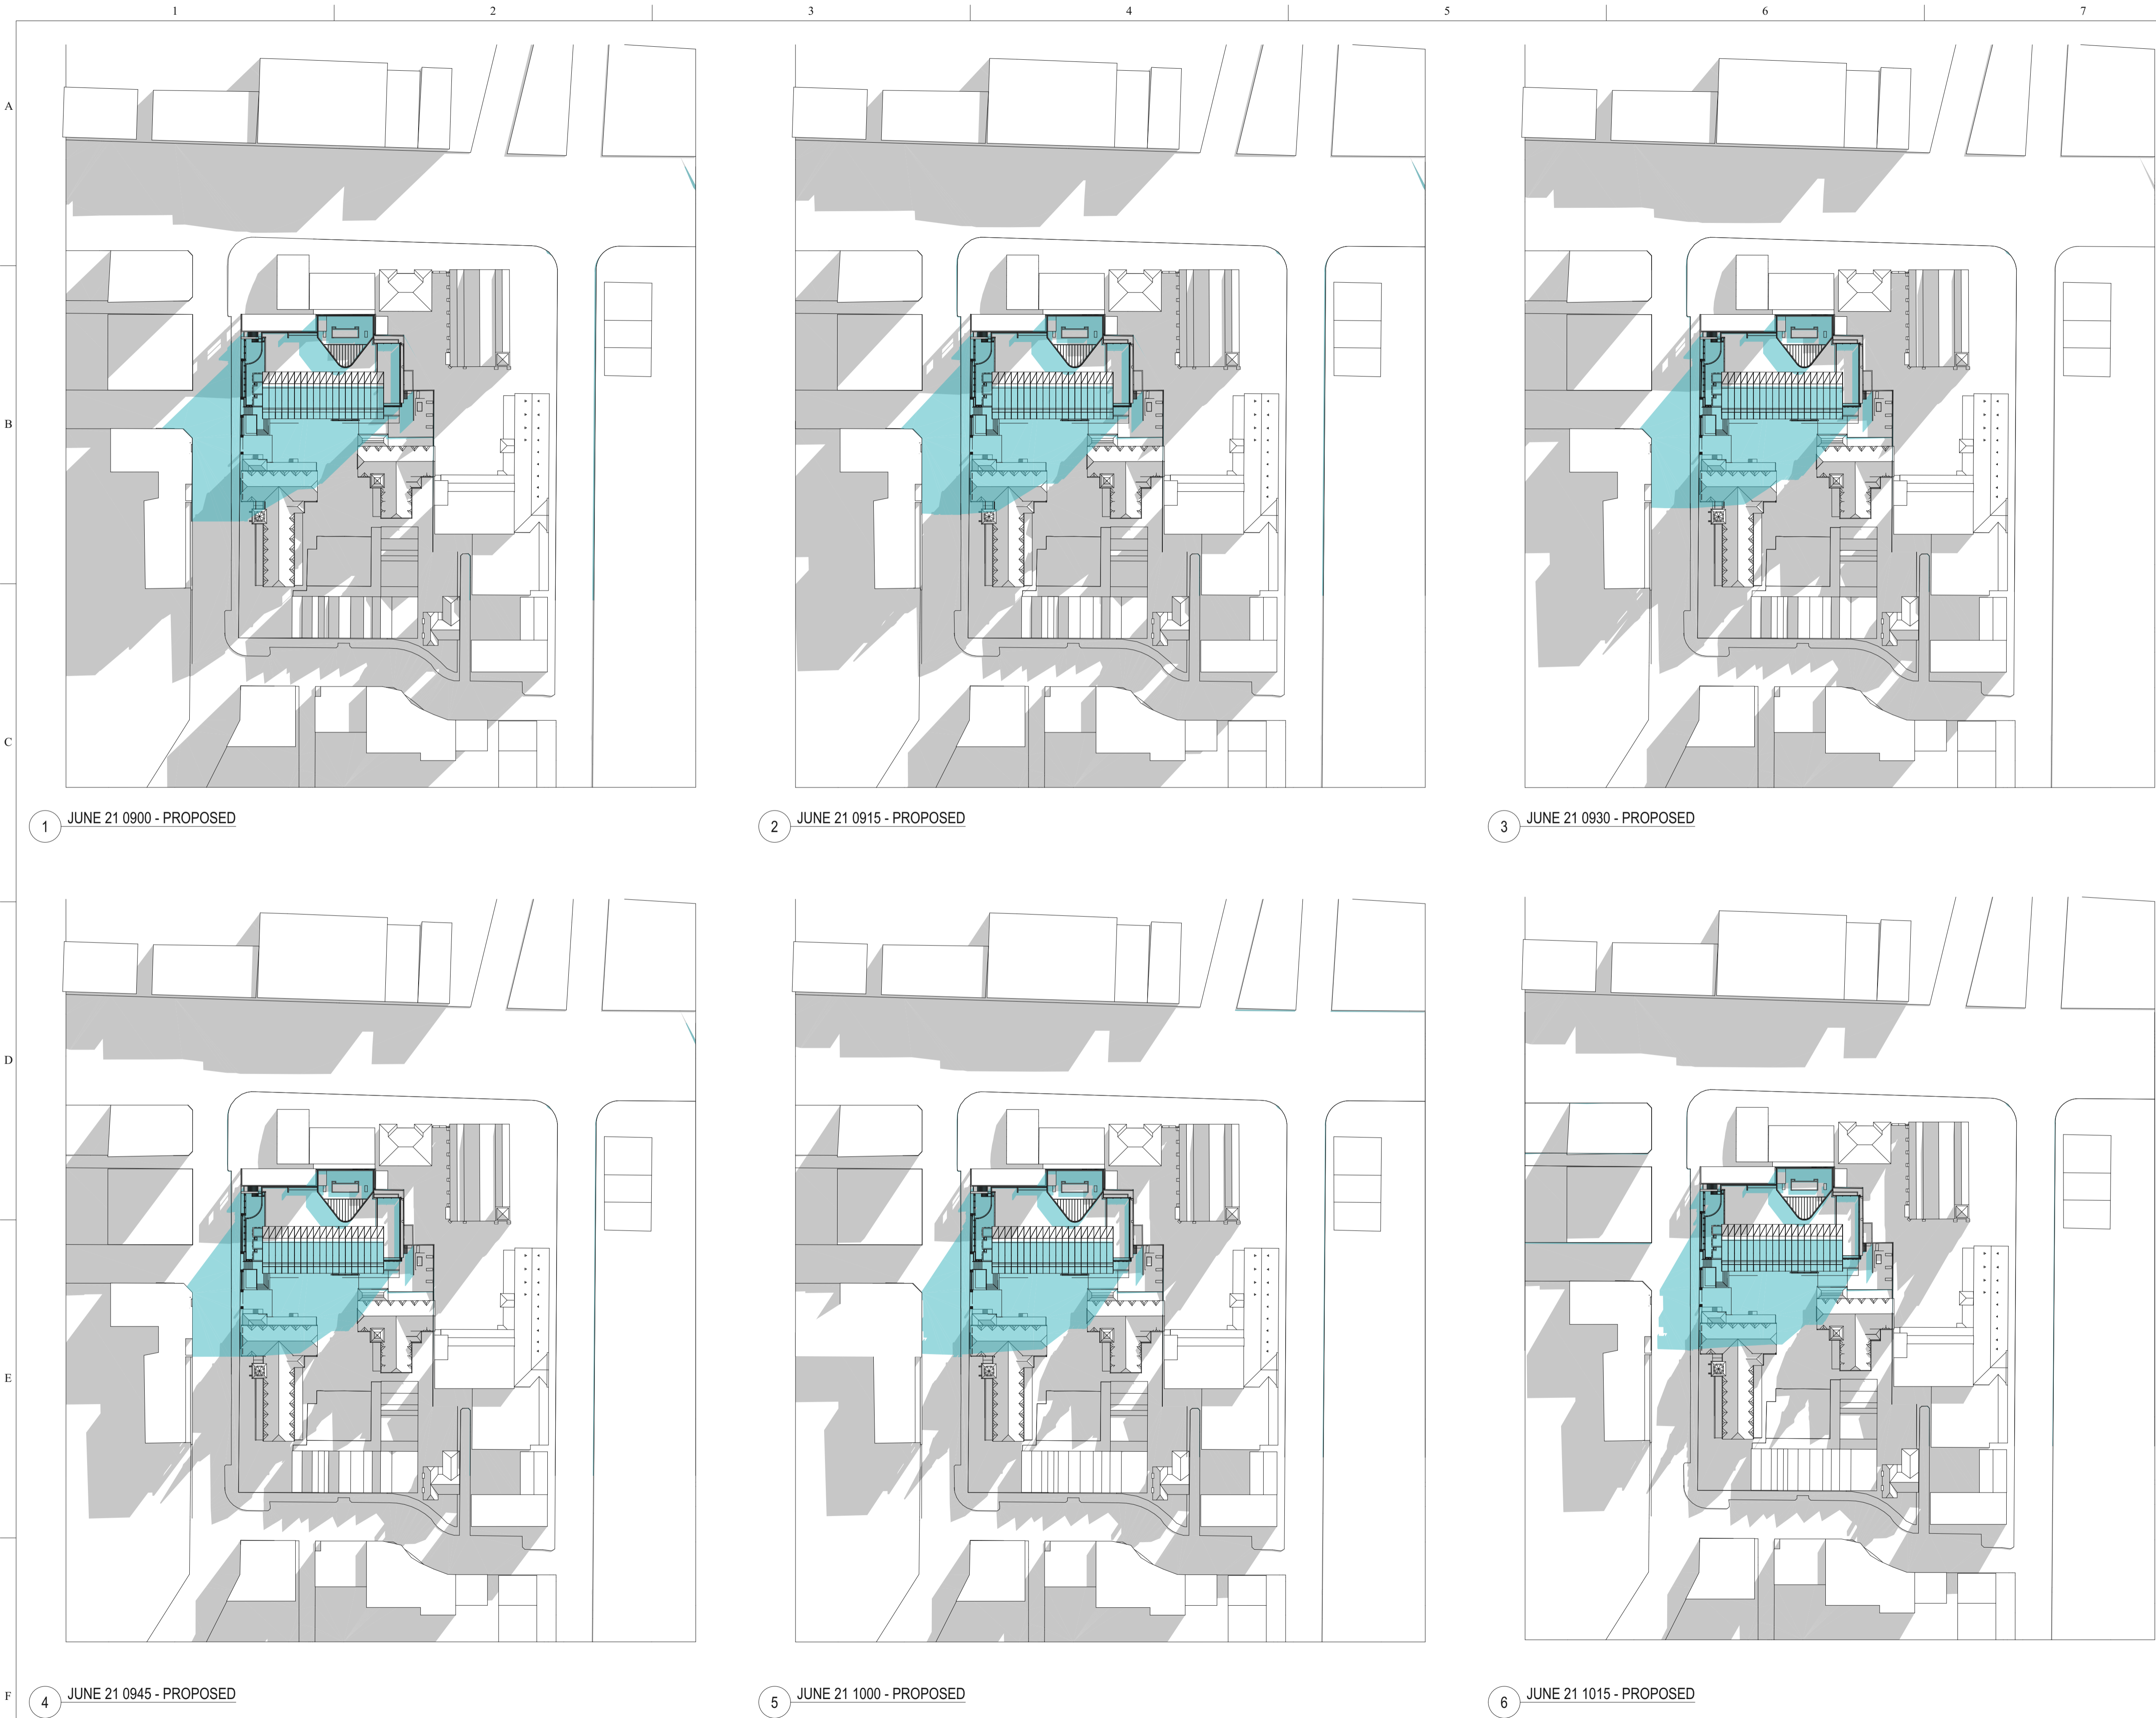 1 2 3 4 5 6 7
A
B
C
1 JUNE 21 0900 - PROPOSED
2 JUNE 21 0915 - PROPOSED
3 JUNE 21 0930 - PROPOSED
D
E
F
4 JUNE 21 0945 - PROPOSED
5 JUNE 21 1000 - PROPOSED
6 JUNE 21 1015 - PROPOSED